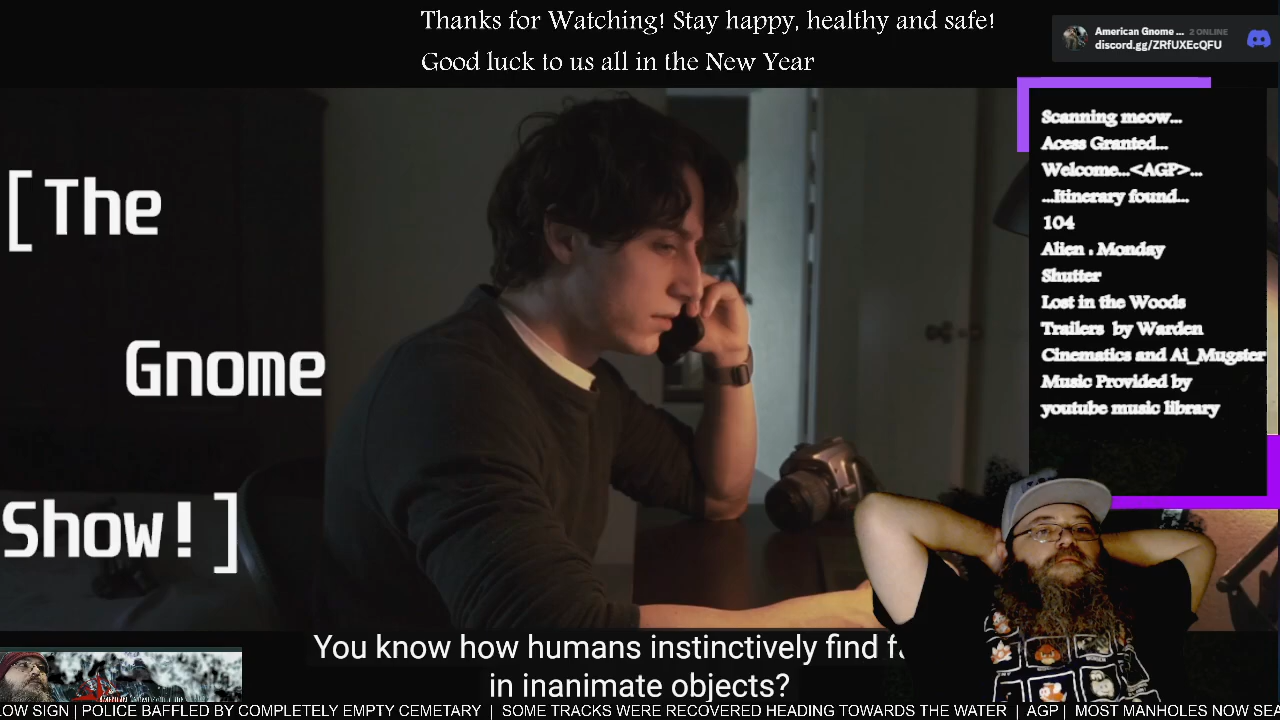 Thanks for Watching! Stay happy, healthy and safe!
Good luck to us all in the New Year
American Gnome ... 2 ONLINE
discord.gg/ZRfUXEcQFU
[The
Gnome
Show!]
Scanning meow...
Acess Granted...
Welcome...<AGP>...
...Itinerary found...
104
Alien . Monday
Shutter
Lost in the Woods
Trailers by Warden
Cinematics and Ai_Mugster
Music Provided by
youtube music library
You know how humans instinctively find
in inanimate objects?
LOW SIGN | POLICE BAFFLED BY COMPLETELY EMPTY CEMETARY | SOME TRACKS WERE RECOVERED HEADING TOWARDS THE WATER | AGP | MOST MANHOLES NOW SEA